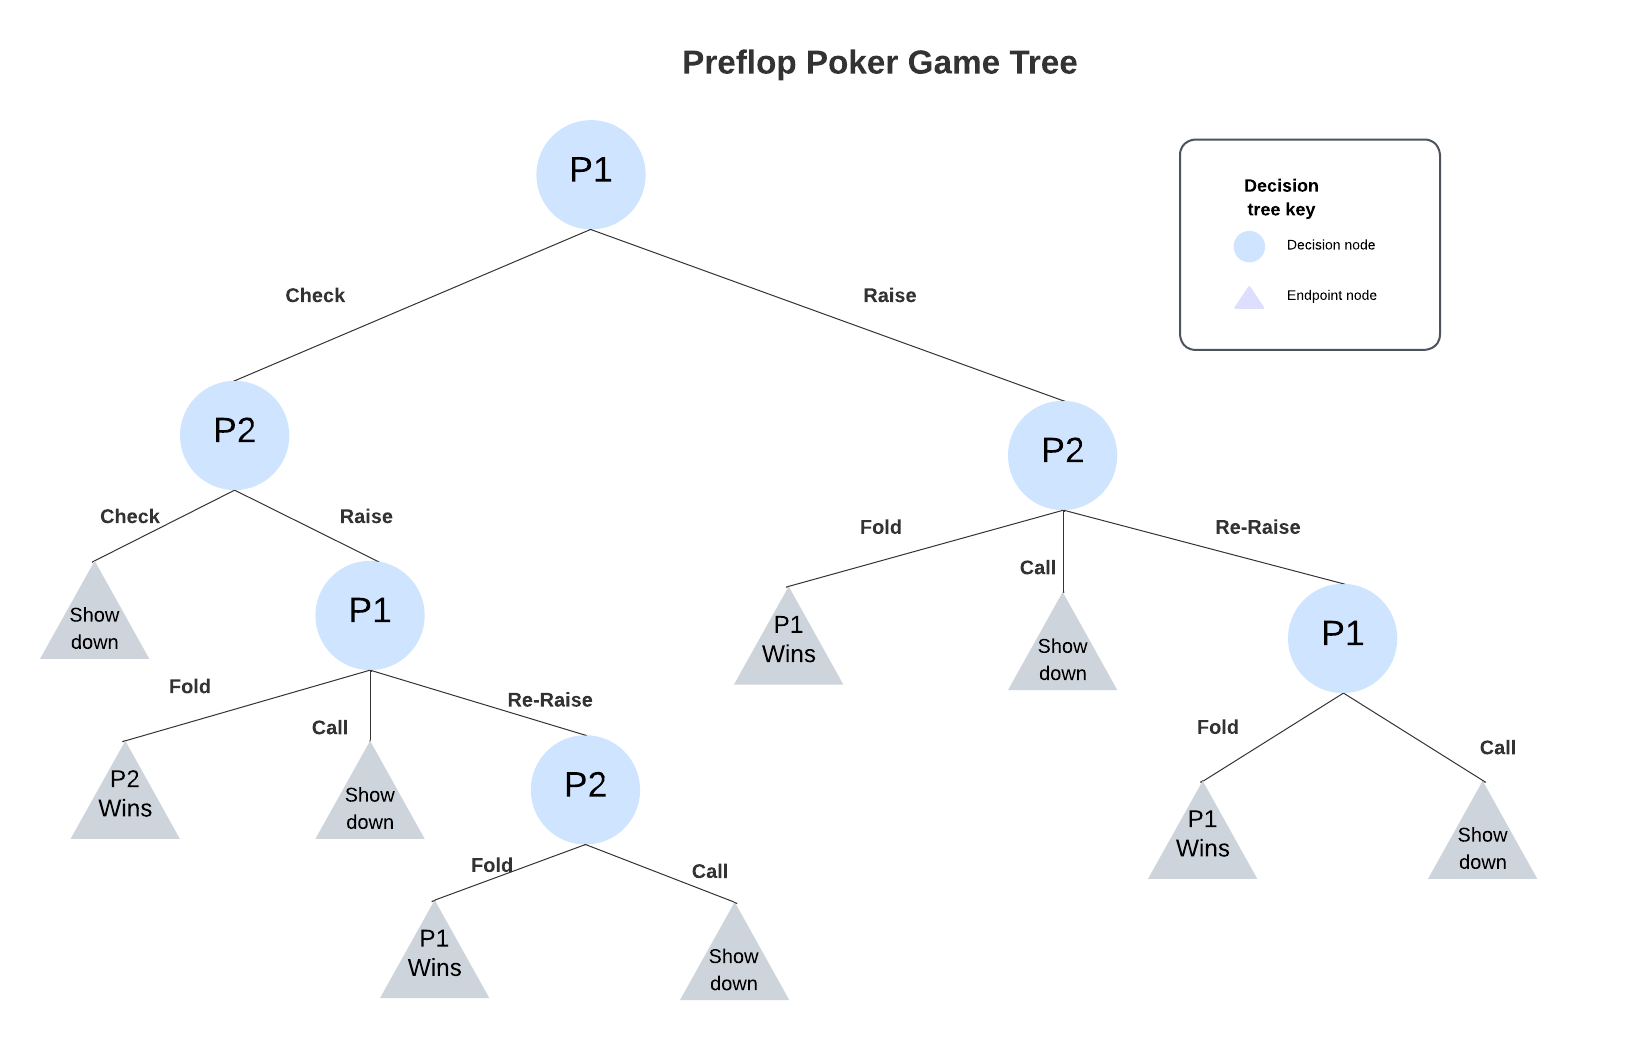 Preflop Poker Game Tree
P1
Decision
tree key
Decision node
Endpoint node
Check
Raise
P2
P2
Check
Raise
Fold
Call
Re-Raise
Show
down
P1
P1
Wins
Show
down
P1
Fold
Call
Re-Raise
Fold
Call
P2
Wins
Show
down
P2
P1
Wins
Show
down
Fold
Call
P1
Wins
Show
down